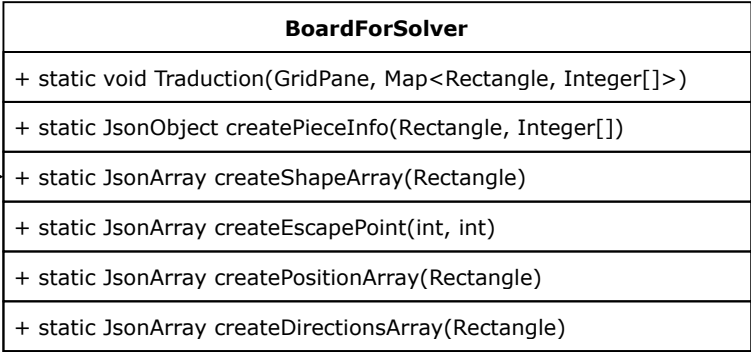 BoardForSolver
+ static void Traduction(GridPane, Map<Rectangle, Integer[]>)
+ static JsonObject createPieceInfo(Rectangle, Integer[])
+ static JsonArray createShapeArray(Rectangle)
+ static JsonArray createEscapePoint(int, int)
+ static JsonArray createPositionArray(Rectangle)
+ static JsonArray createDirectionsArray(Rectangle)